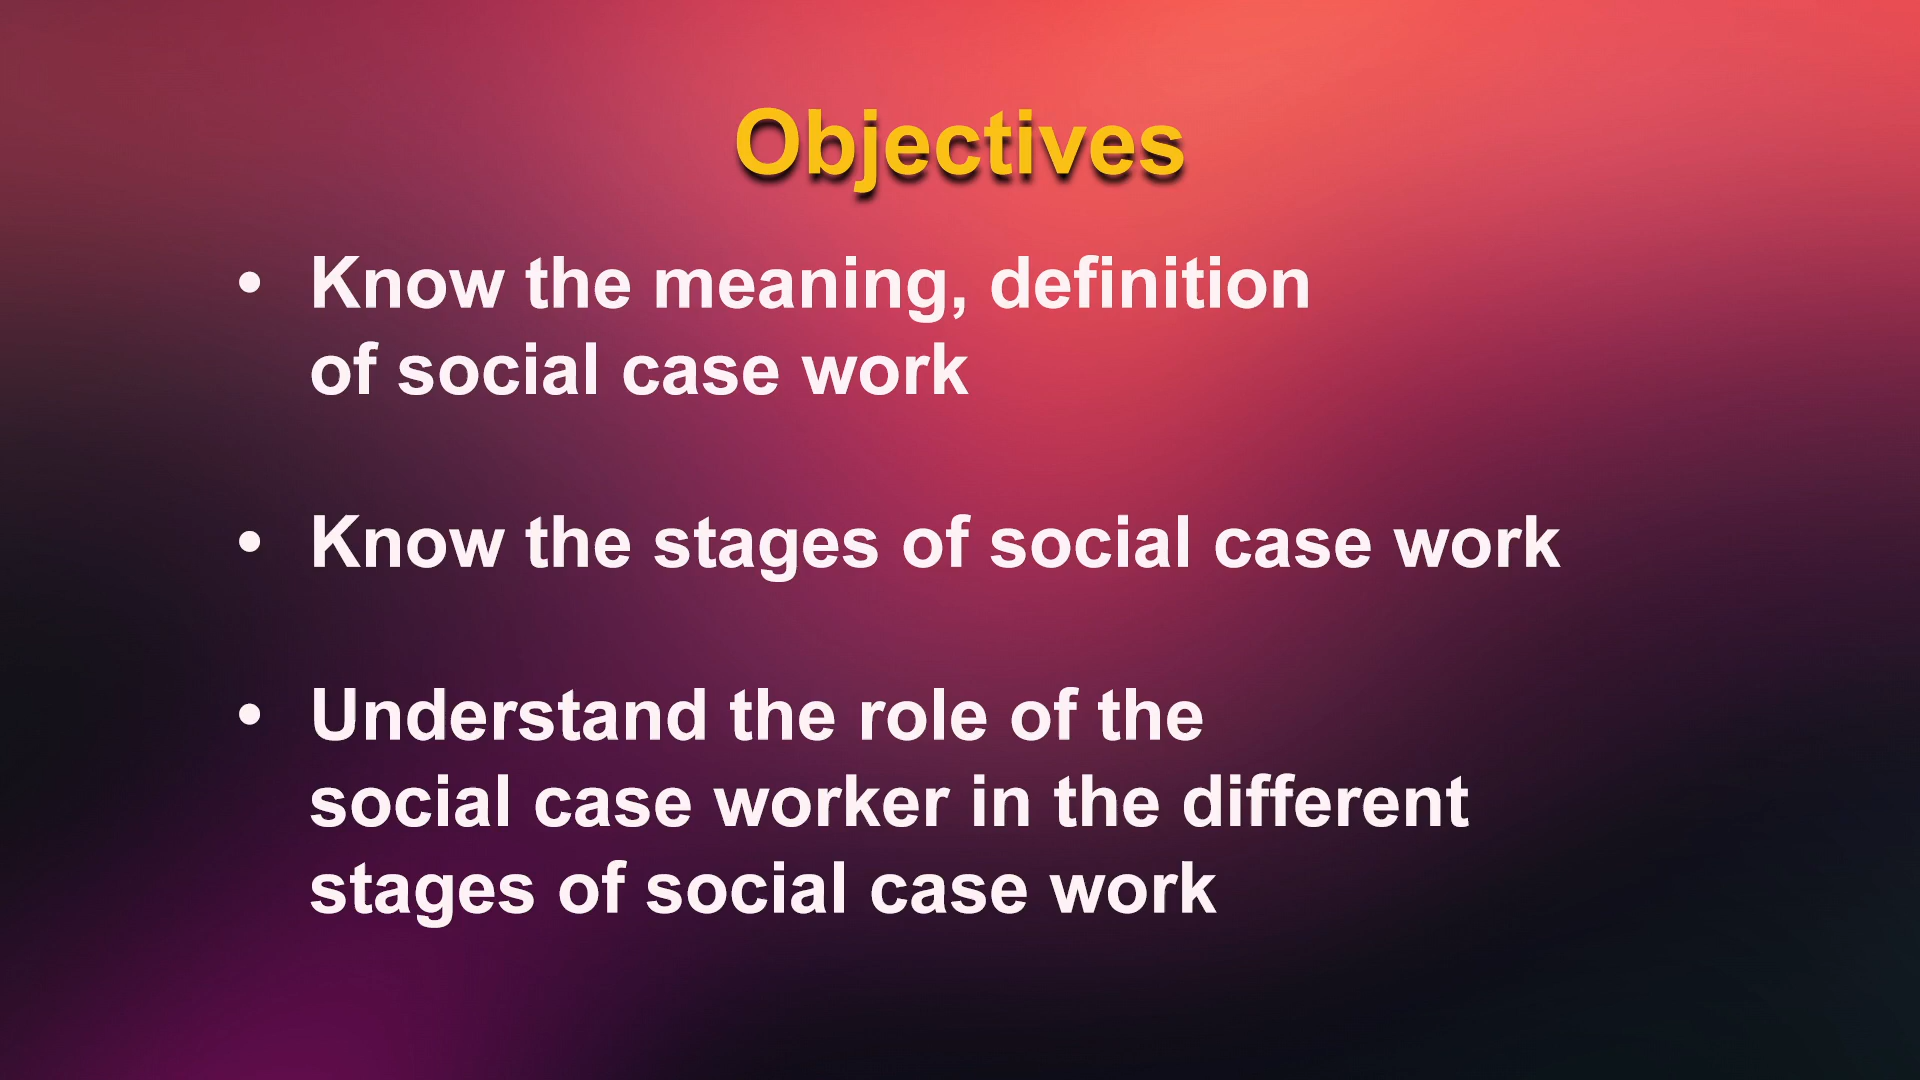 Objectives
• Know the meaning, definition
of social case work
• Know the stages of social case work
• Understand the role of the
social case worker in the different
stages of social case work